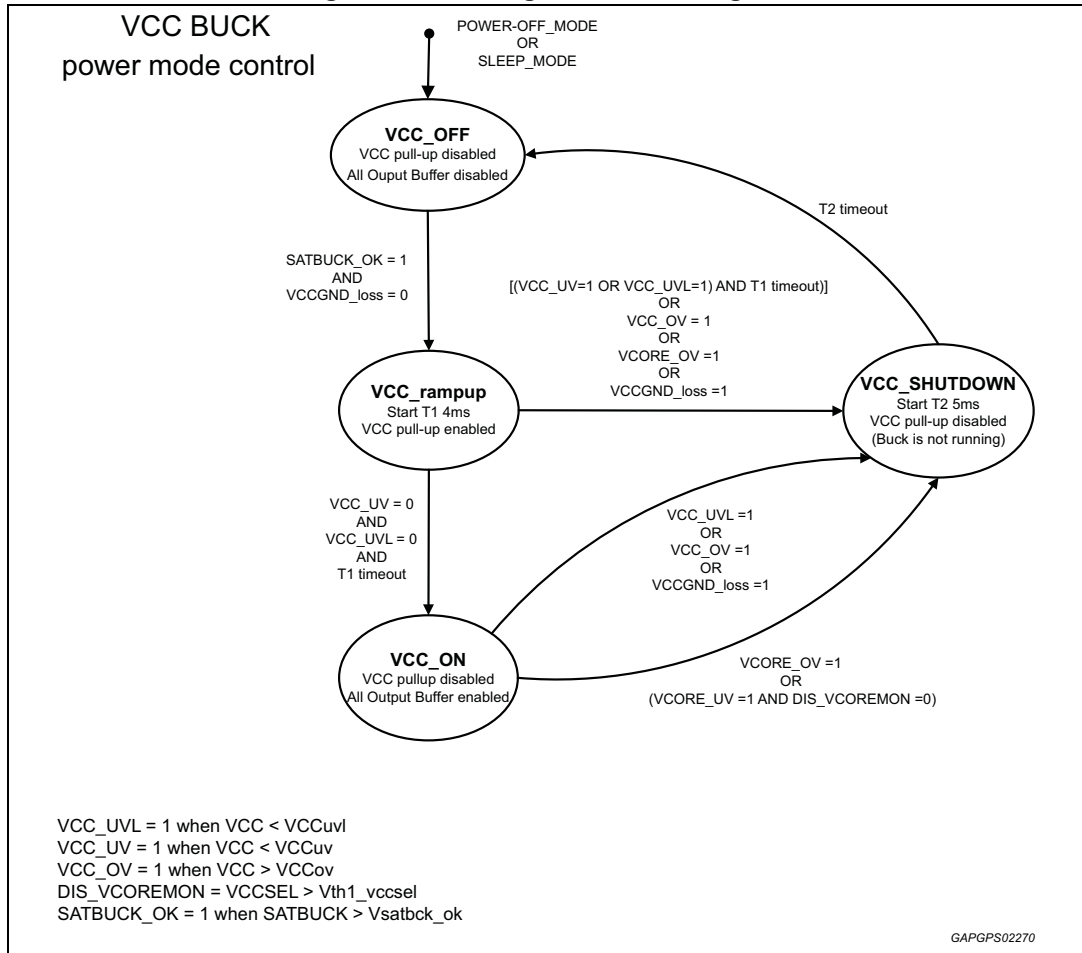 VCC BUCK
power mode control
POWER-OFF_MODE
OR
SLEEP_MODE
VCC_OFF
VCC pull-up disabled
All Ouput Buffer disabled
T2 timeout
SATBUCK_OK = 1
AND
VCCGND_loss = 0
[(VCC_UV=1 OR VCC_UVL=1) AND T1 timeout)]
OR
VCC_OV = 1
OR
VCORE_OV =1
OR
VCCGND_loss =1
VCC_rampup
Start T1 4ms
VCC pull-up enabled
VCC_SHUTDOWN
Start T2 5ms
VCC pull-up disabled
(Buck is not running)
VCC_UV = 0
AND
VCC_UVL = 0
AND
T1 timeout
VCC_UVL =1
OR
VCC_OV =1
OR
VCCGND_loss =1
VCC_ON
VCC pullup disabled
All Output Buffer enabled
VCORE_OV =1
OR
(VCORE_UV =1 AND DIS_VCOREMON =0)
VCC_UVL = 1 when VCC < VCCuvl
VCC_UV = 1 when VCC < VCCuv
VCC_OV = 1 when VCC > VCCov
DIS_VCOREMON = VCCSEL > Vth1_vccsel
SATBUCK_OK = 1 when SATBUCK > Vsatbck_ok
GAPGPS02270